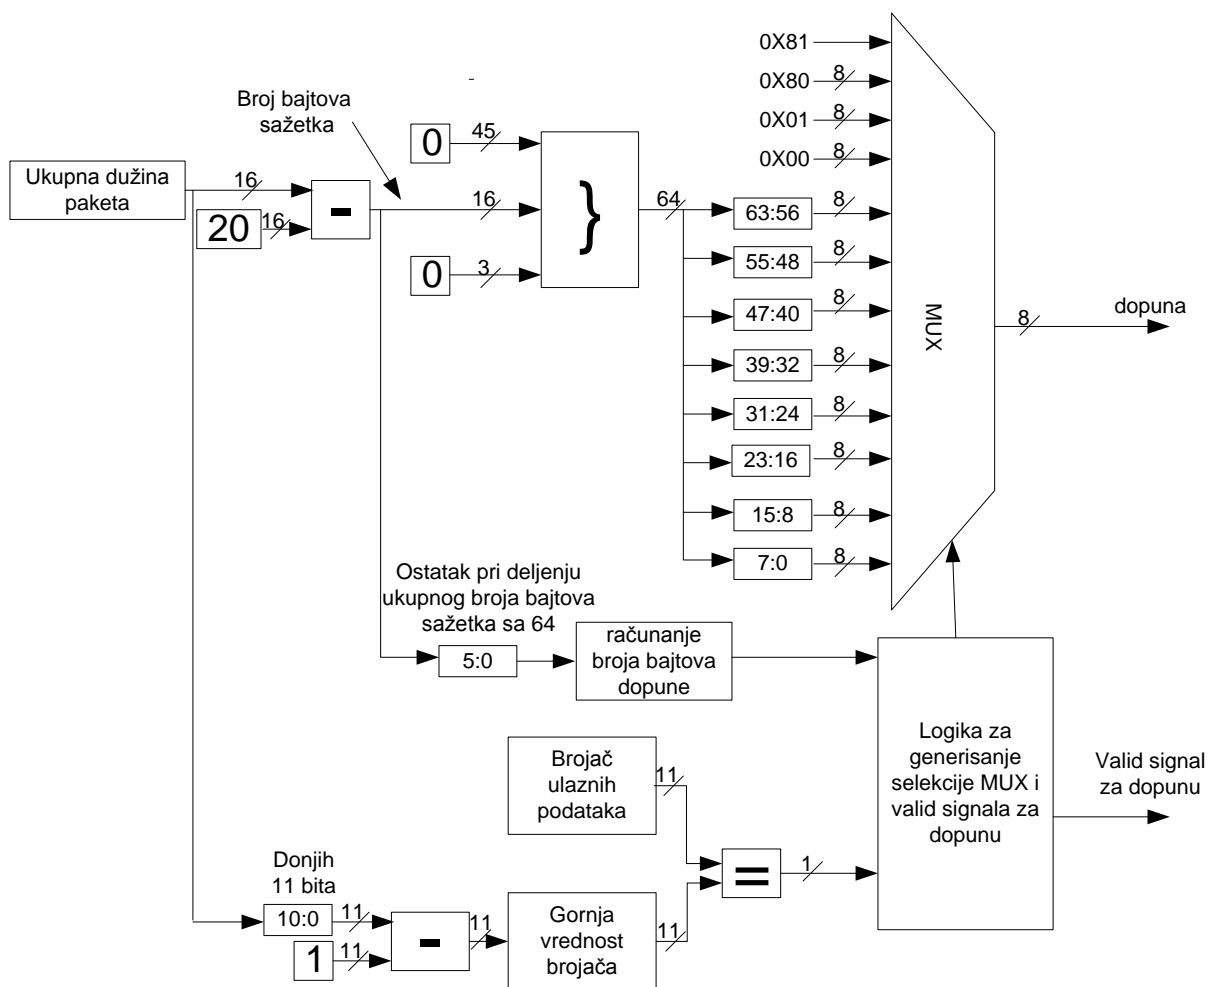 0X81
0X80
8
0X01
8
0X00
8
Broj bajtova
sažetka
0
45
Ukupna dužina
paketa
16
20
16
-
16
0
3
}
64
63:56
8
55:48
8
47:40
8
39:32
8
31:24
8
23:16
8
15:8
8
7:0
8
MUX
8
dopuna
Ostatak pri deljenju
ukupnog broja bajtova
sažetka sa 64
5:0
računanje
broja bajtova
dopune
Logika za
generisanje
selekcije MUX i
valid signala za
dopunu
Valid signal
za dopunu
Brojač
ulaznih
podataka
11
=
1
Donjih
11 bita
10:0
11
1
11
-
11
Gornja
vrednost
brojača
11